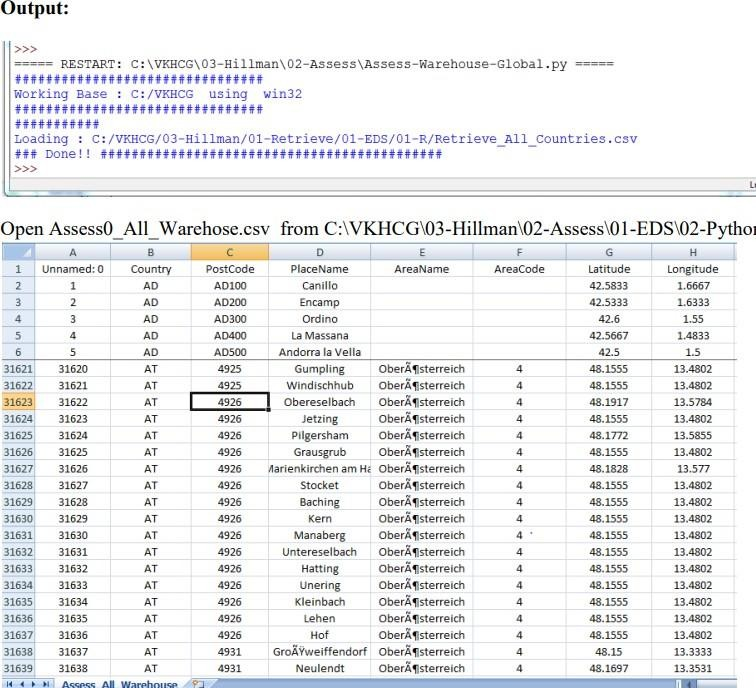 Output:
>>>
===== RESTART: C:\VKHCG\03-Hillman\02-Assess\Assess-Warehouse-Global.py =====
################################
Working Base : C:/VKHCG using win32
################################
###########
Loading : C:/VKHCG/03-Hillman/01-Retrieve/01-EDS/01-R/Retrieve_All_Countries.csv
### Done!! ############################################
>>>
Open Assess0_All_Warehose.csv from C:\VKHCG\03-Hillman\02-Assess\01-EDS\02-Python
A B C D E F G H
1 Unnamed: 0 Country PostCode PlaceName AreaName AreaCode Latitude Longitude
2 1 AD AD100 Canillo 42.5833 1.6667
3 2 AD AD200 Encamp 42.5333 1.6333
4 3 AD AD300 Ordino 42.6 1.55
5 4 AD AD400 La Massana 42.5667 1.4833
6 5 AD AD500 Andorra la Vella 42.5 1.5
31621 31620 AT 4925 Gumpling OberÃ¶sterreich 4 48.1555 13.4802
31622 31621 AT 4925 Windischhub OberÃ¶sterreich 4 48.1555 13.4802
31623 31622 AT 4926 Obereselbach OberÃ¶sterreich 4 48.1917 13.5784
31624 31623 AT 4926 Jetzing OberÃ¶sterreich 4 48.1555 13.4802
31625 31624 AT 4926 Pilgersham OberÃ¶sterreich 4 48.1772 13.5855
31626 31625 AT 4926 Grausgrub OberÃ¶sterreich 4 48.1555 13.4802
31627 31626 AT 4926 Marienkirchen am Ha OberÃ¶sterreich 4 48.1828 13.577
31628 31627 AT 4926 Stocket OberÃ¶sterreich 4 48.1555 13.4802
31629 31628 AT 4926 Baching OberÃ¶sterreich 4 48.1555 13.4802
31630 31629 AT 4926 Kern OberÃ¶sterreich 4 48.1555 13.4802
31631 31630 AT 4926 Manaberg OberÃ¶sterreich 4 48.1555 13.4802
31632 31631 AT 4926 Untereselbach OberÃ¶sterreich 4 48.1555 13.4802
31633 31632 AT 4926 Hatting OberÃ¶sterreich 4 48.1555 13.4802
31634 31633 AT 4926 Unering OberÃ¶sterreich 4 48.1555 13.4802
31635 31634 AT 4926 Kleinbach OberÃ¶sterreich 4 48.1555 13.4802
31636 31635 AT 4926 Lehen OberÃ¶sterreich 4 48.1555 13.4802
31637 31636 AT 4926 Hof OberÃ¶sterreich 4 48.1555 13.4802
31638 31637 AT 4931 GroÃŸweiffendorf OberÃ¶sterreich 4 48.15 13.3333
31639 31638 AT 4931 Neulendt OberÃ¶sterreich 4 48.1697 13.3531
Assess_All_Warehouse